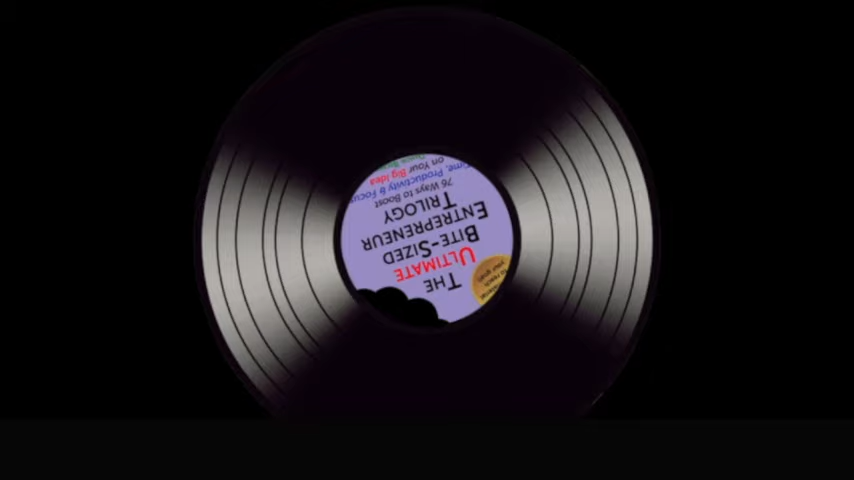 THE
ULTIMATE
BITE-SIZED
ENTREPRENEUR
TRILOGY
76 Ways to Boost
Time, Productivity & Focus
on Your Big Idea